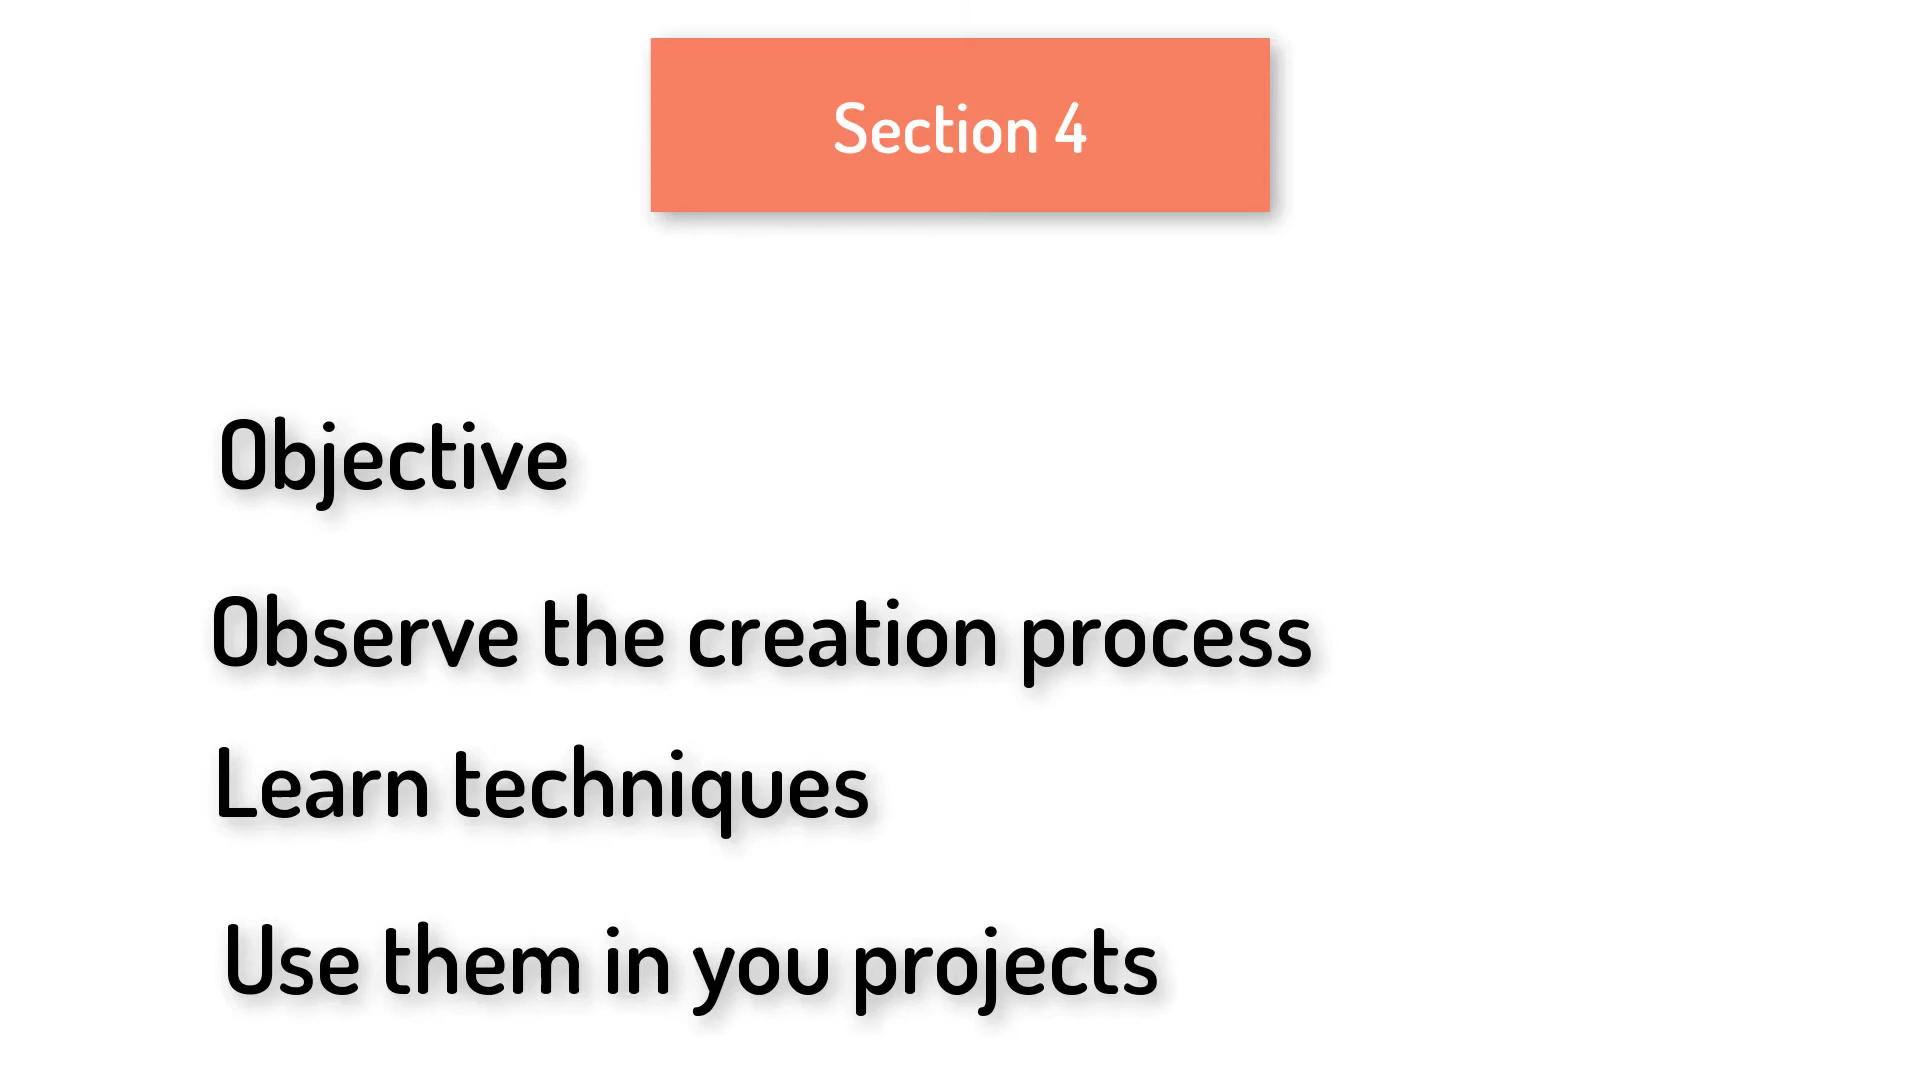 Section 4
Objective
Observe the creation process
Learn techniques
Use them in you projects